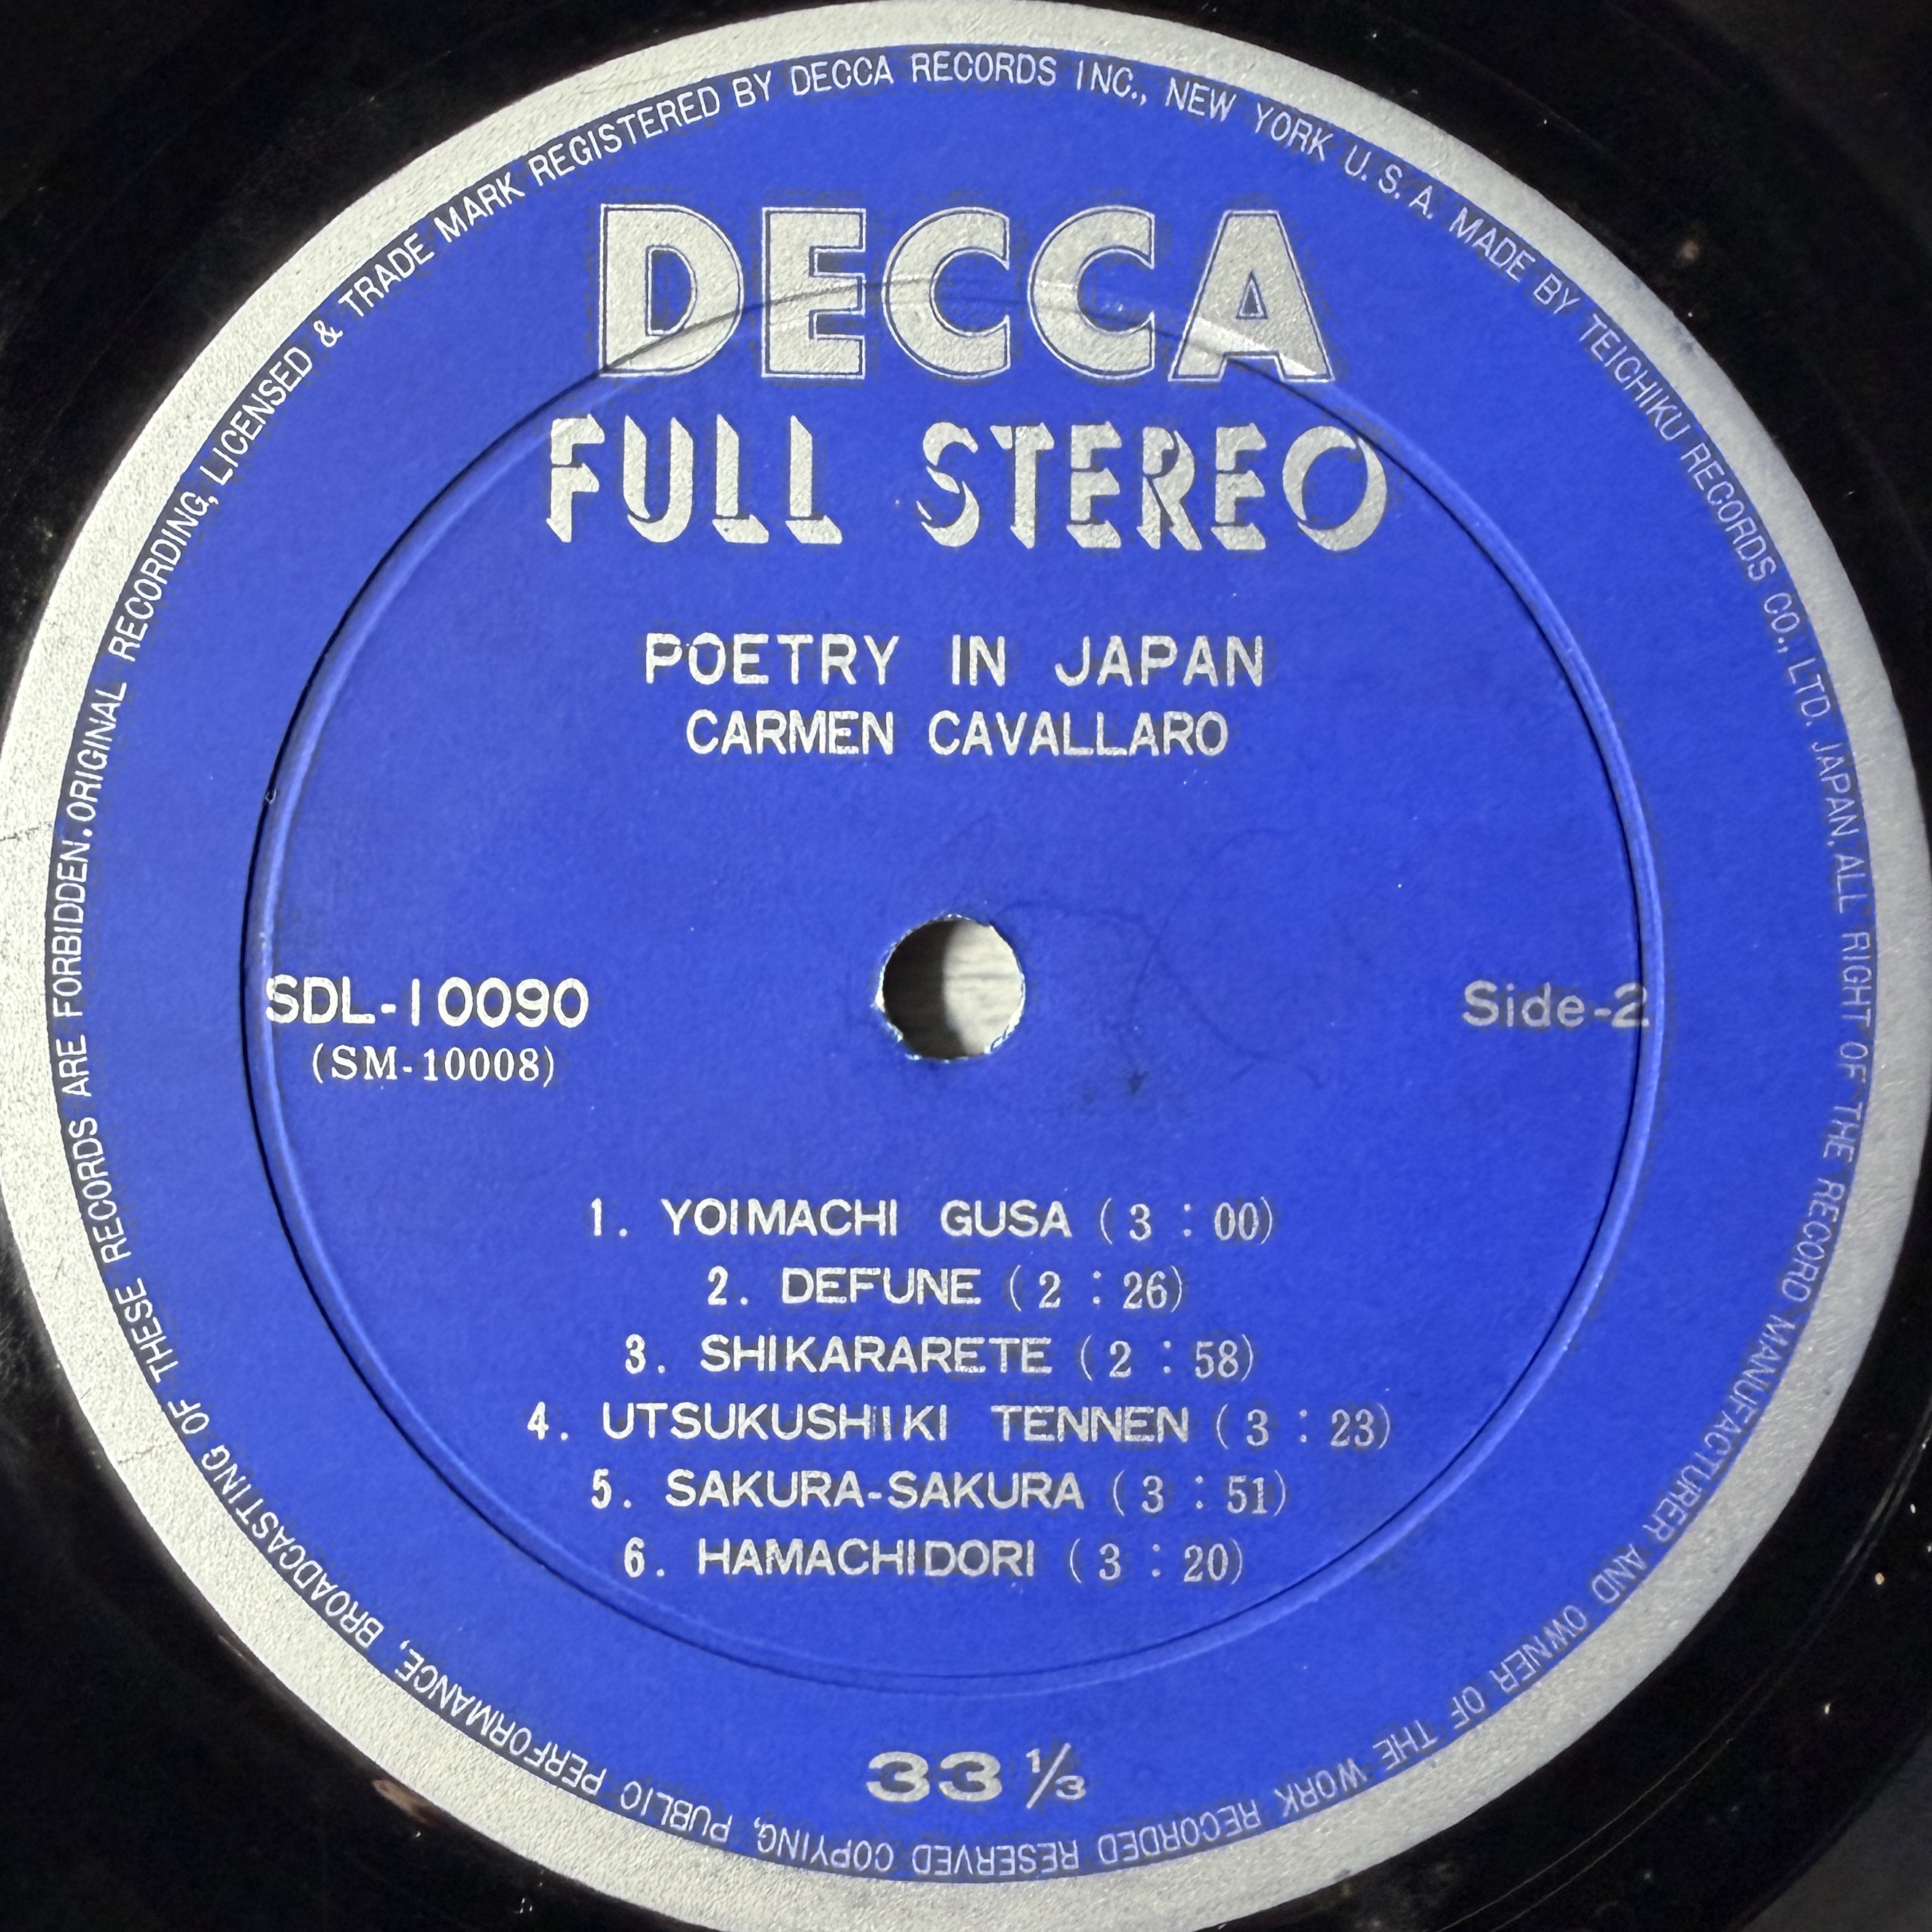 ORIGINAL RECORDING, LICENSED & TRADE MARK REGISTERED BY DECCA RECORDS INC., NEW YORK U.S.A. MADE BY TEICHIKU RECORDS CO., LTD. JAPAN, ALL RIGHT OF THE RECORD MANUFACTURER AND OWNER OF THE WORK RECORDED RESERVED COPYING, PUBLIC PERFORMANCE, BROADCASTING OF THESE RECORDS ARE FORBIDDEN.
DECCA
FULL STEREO
POETRY IN JAPAN
CARMEN CAVALLARO
SDL-10090
(SM-10008)
Side-2
1. YOIMACHI GUSA (3:00)
2. DEFUNE (2:26)
3. SHIKARARETE (2:58)
4. UTSUKUSHIKI TENNEN (3:23)
5. SAKURA-SAKURA (3:51)
6. HAMACHIDORI (3:20)
33 1/3